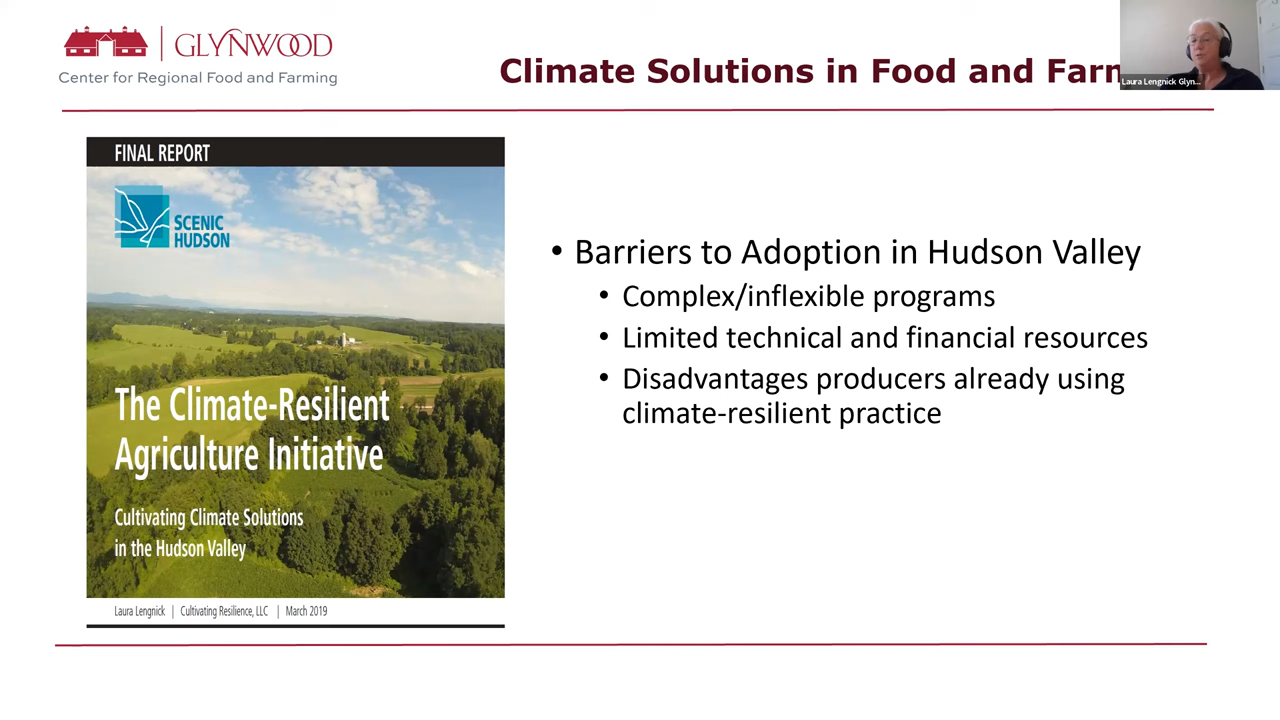 GLYNWOOD
Center for Regional Food and Farming
Climate Solutions in Food and Farm
Laura Lengnick Glyn...
FINAL REPORT
SCENIC
HUDSON
The Climate-Resilient
Agriculture Initiative
Cultivating Climate Solutions
in the Hudson Valley
Laura Lengnick | Cultivating Resilience, LLC | March 2019
• Barriers to Adoption in Hudson Valley
• Complex/inflexible programs
• Limited technical and financial resources
• Disadvantages producers already using
climate-resilient practice